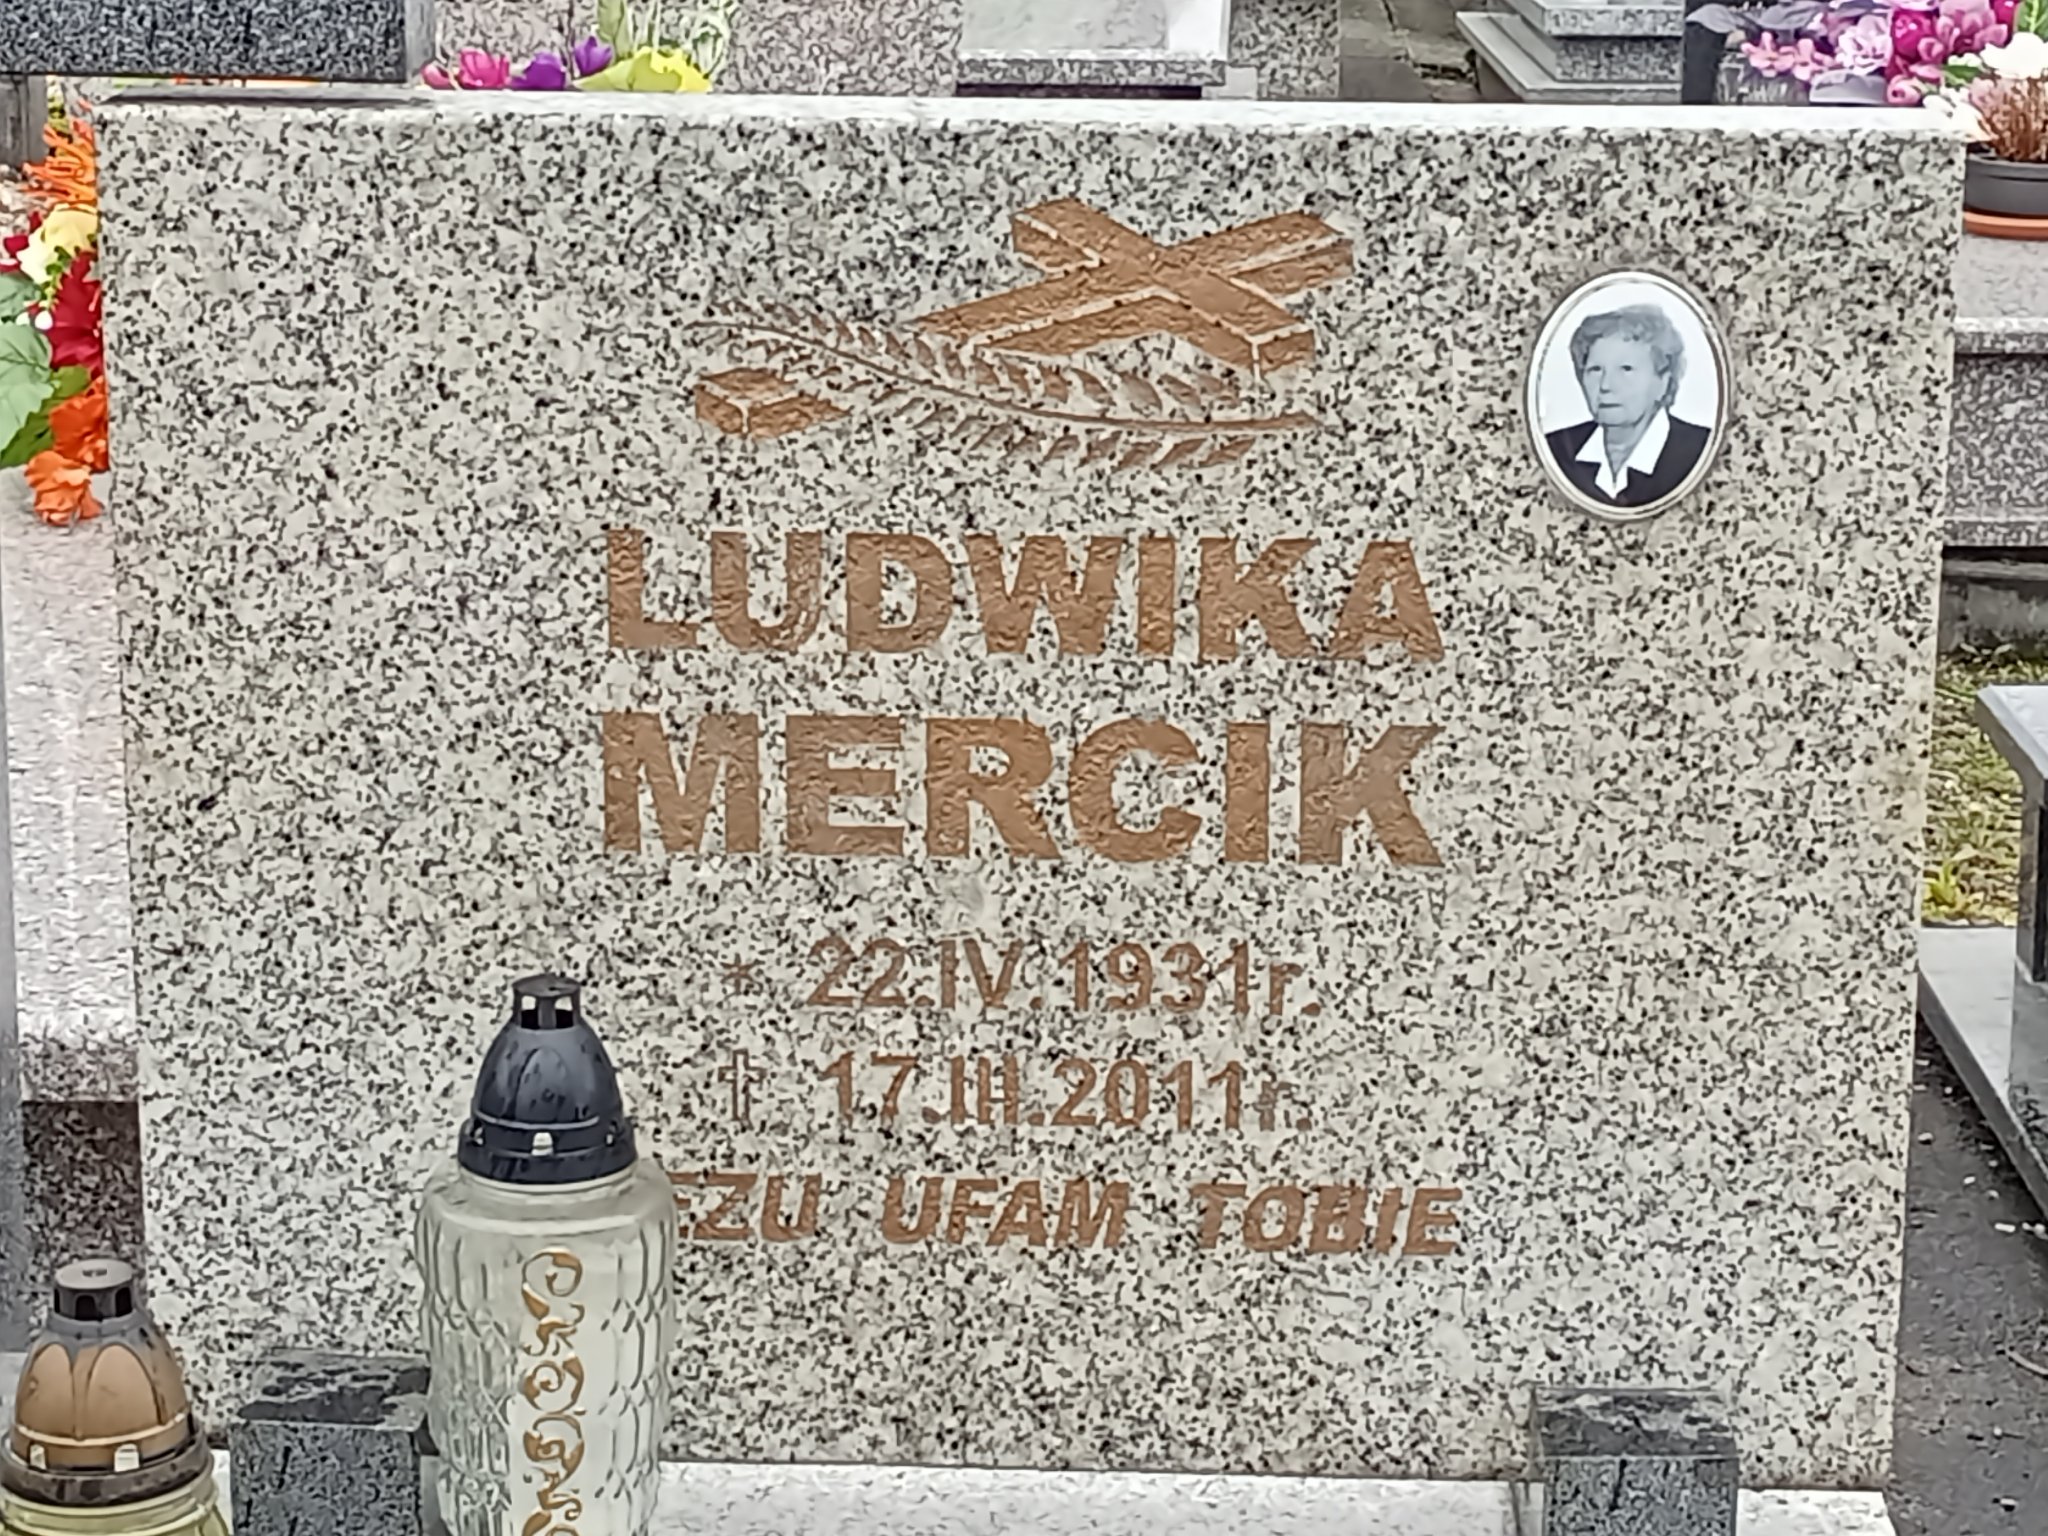 LUDWIKA
MERCIK
* 22.IV.1931r.
† 17.III.2011r.
UFAM TOBIE